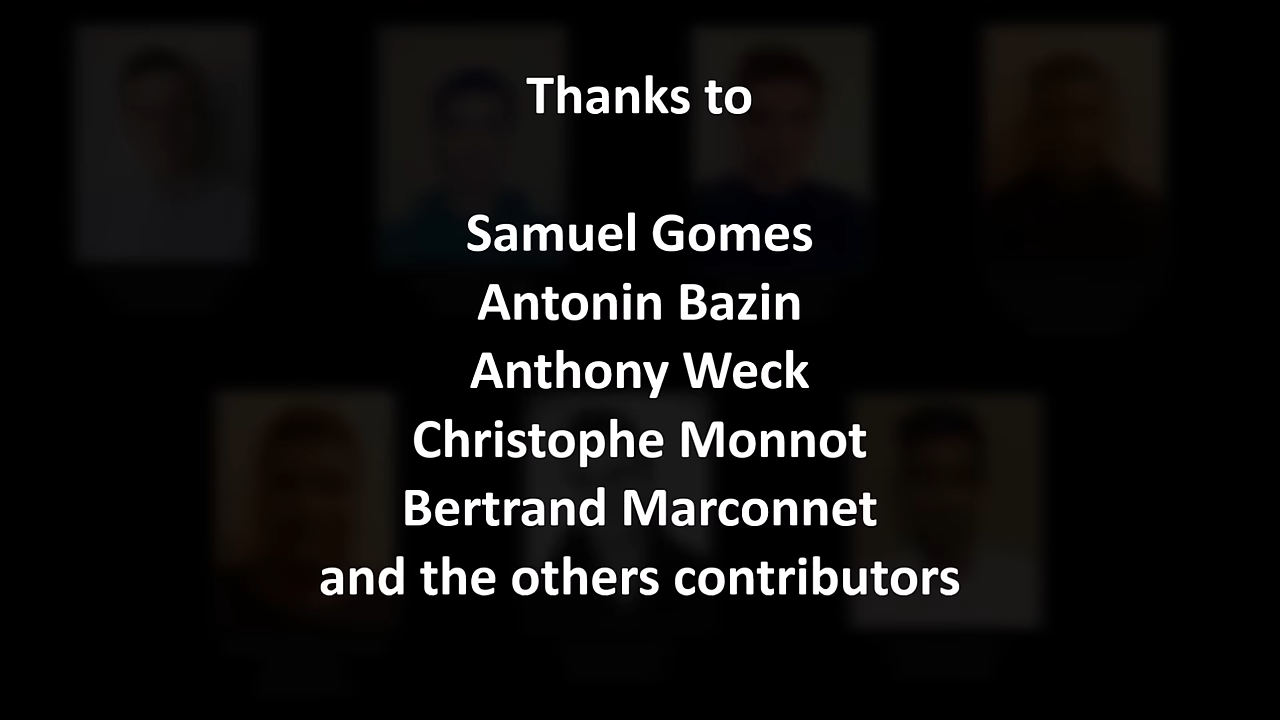 Thanks to
Samuel Gomes
Antonin Bazin
Anthony Weck
Christophe Monnot
Bertrand Marconnet
and the others contributors